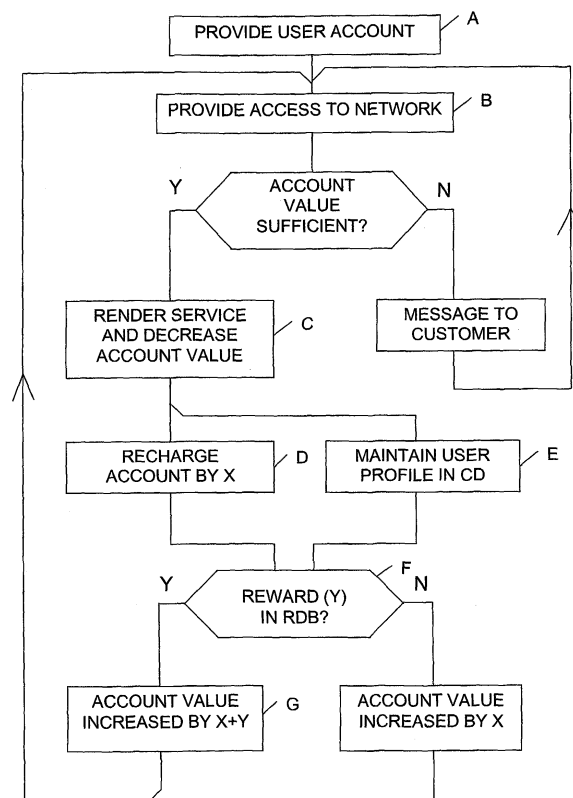 PROVIDE USER ACCOUNT
A
PROVIDE ACCESS TO NETWORK
B
Y
ACCOUNT
VALUE
SUFFICIENT?
N
RENDER SERVICE
AND DECREASE
ACCOUNT VALUE
C
MESSAGE TO
CUSTOMER
RECHARGE
ACCOUNT BY X
D
MAINTAIN USER
PROFILE IN CD
E
Y
REWARD (Y)
IN RDB?
F
N
ACCOUNT VALUE
INCREASED BY X+Y
G
ACCOUNT VALUE
INCREASED BY X